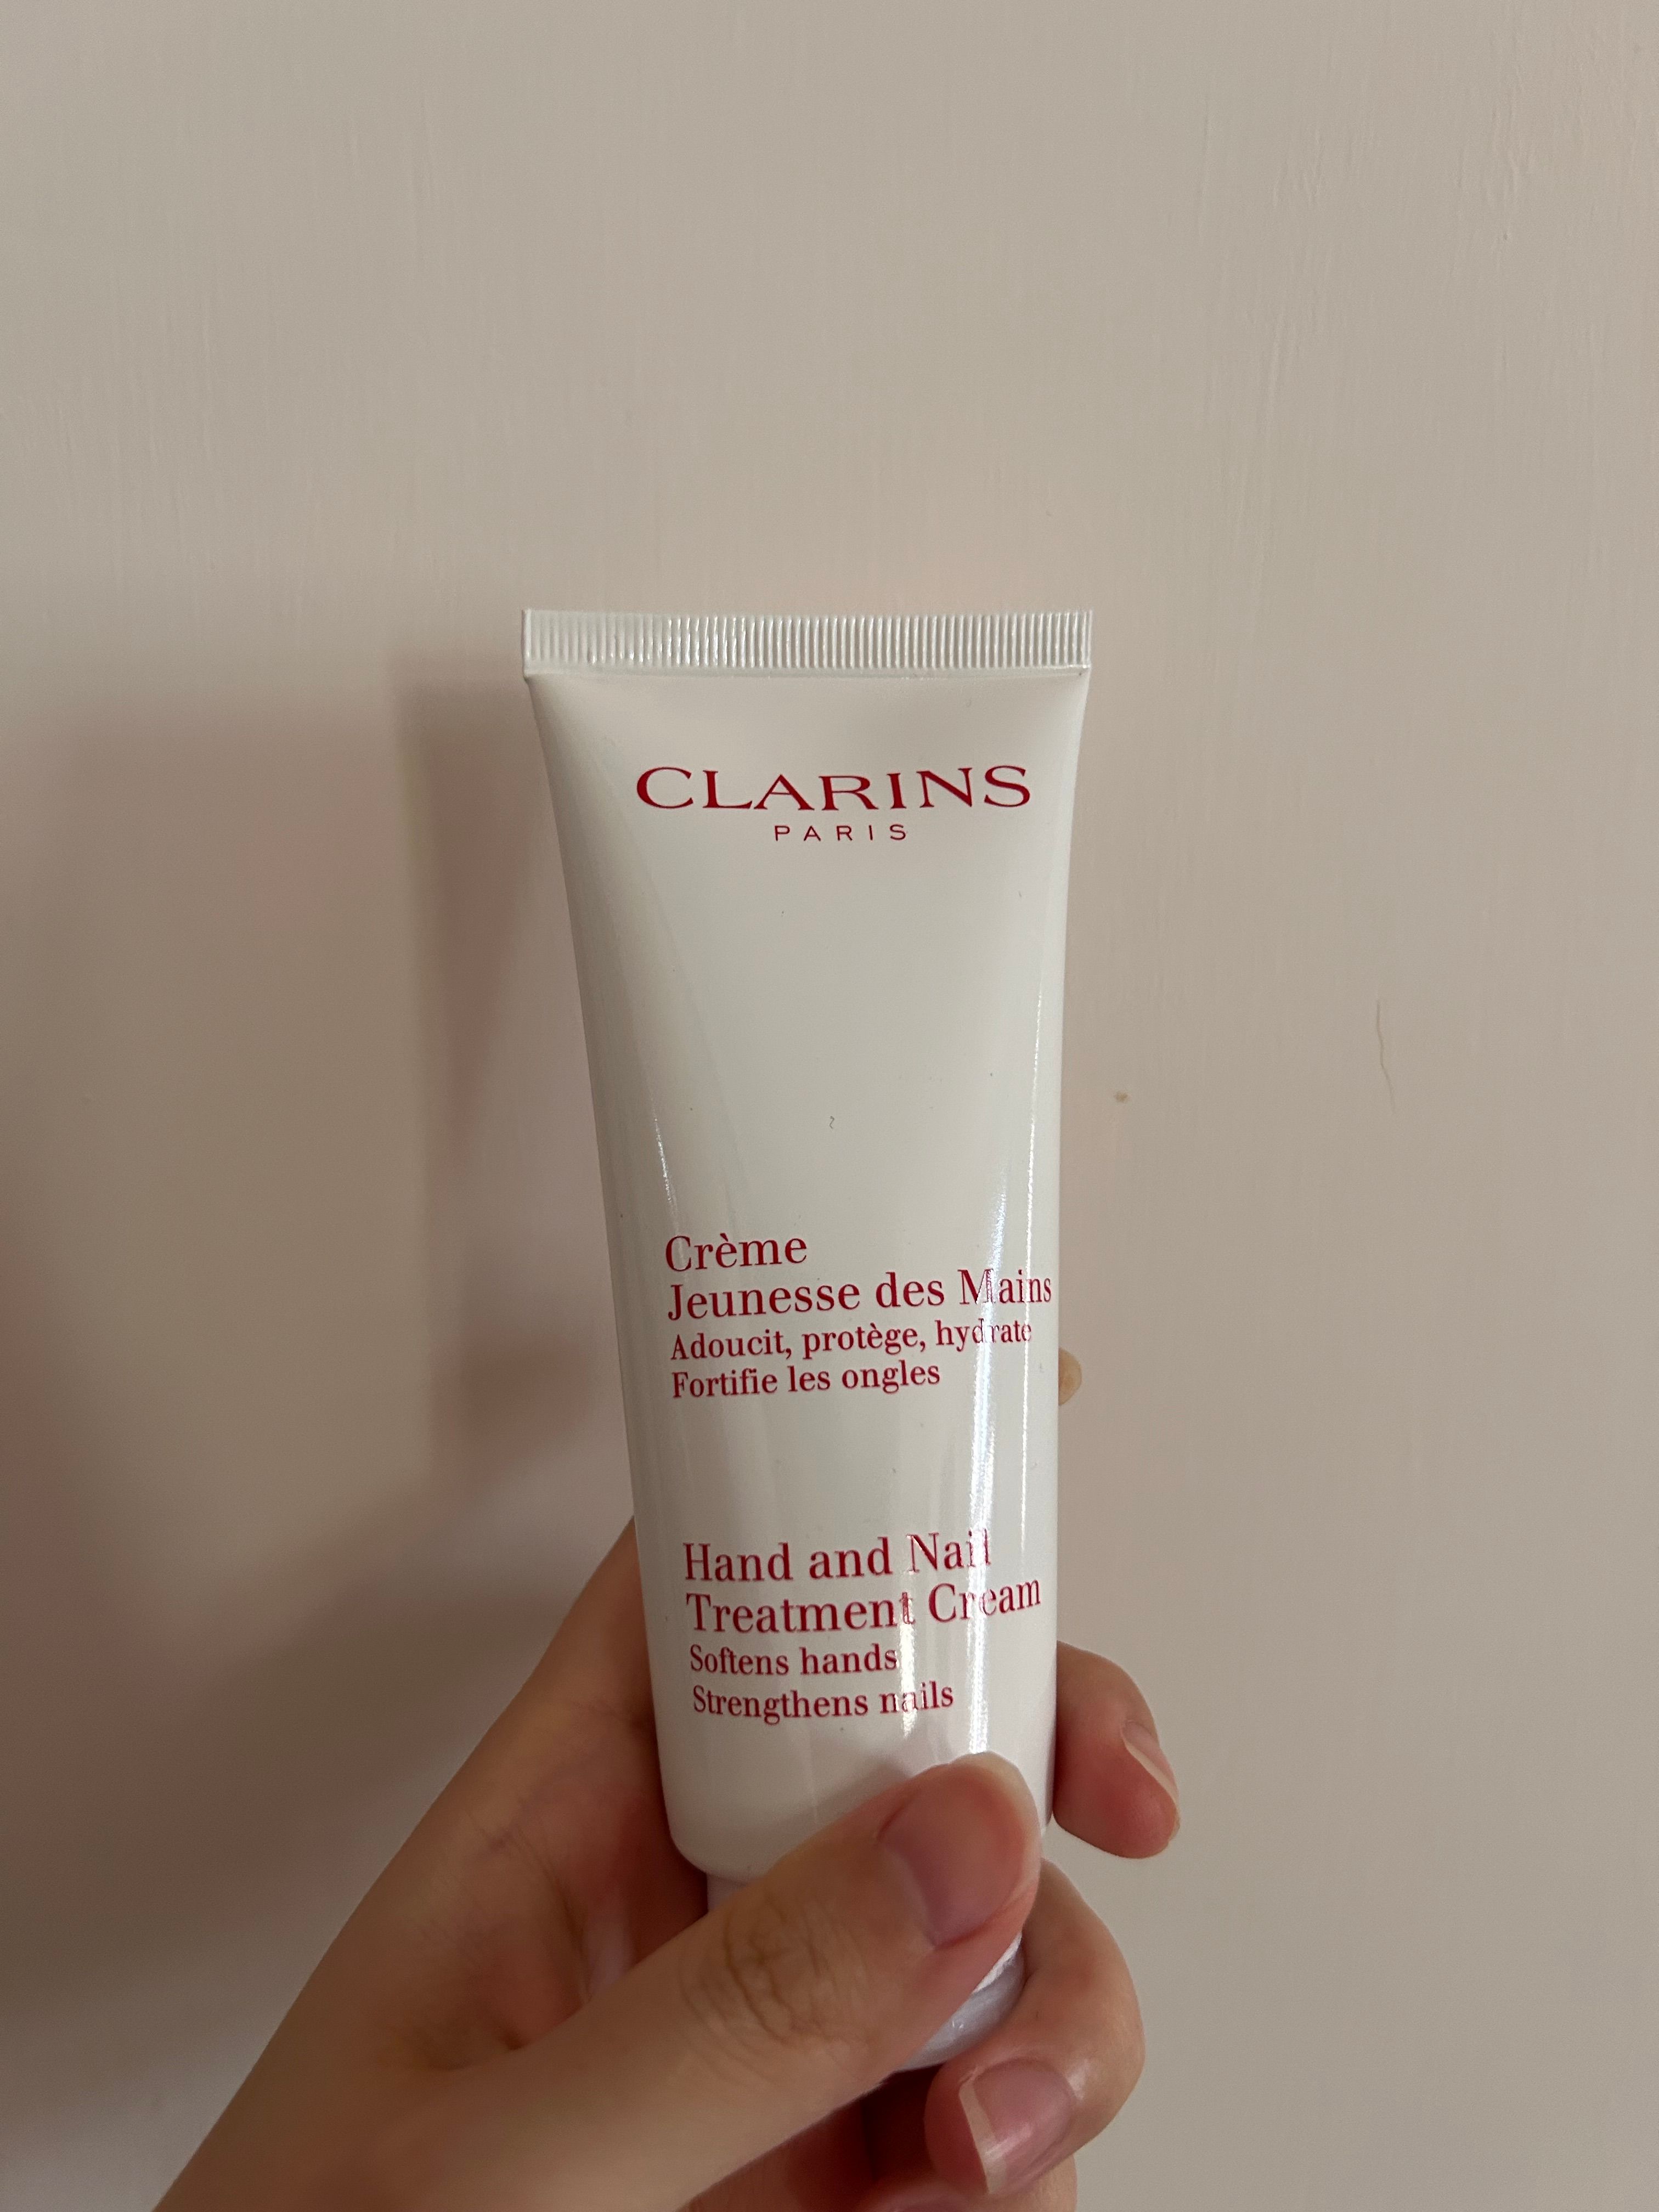 CLARINS
PARIS
Crème
Jeunesse des Mains
Adoucit, protège, hydrate
Fortifie les ongles
Hand and Nail
Treatment Cream
Softens hands
Strengthens nails